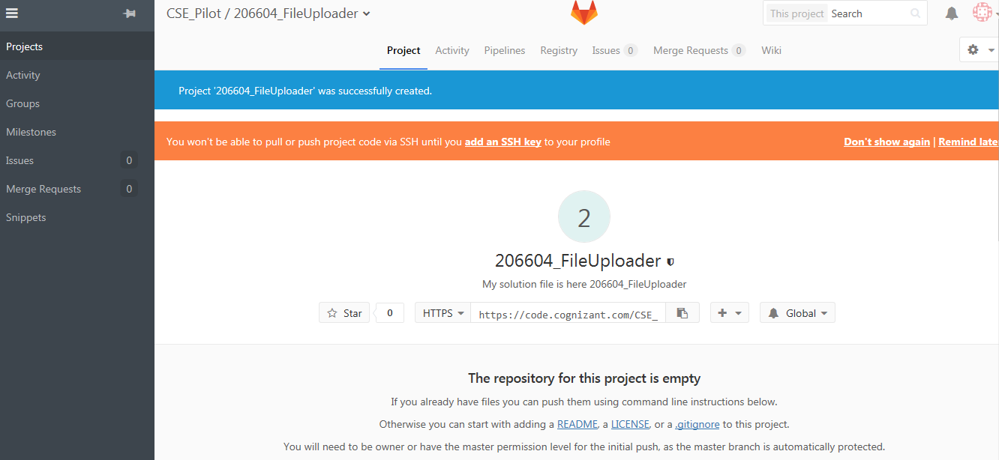 CSE_Pilot / 206604_FileUploader
This project Search
Projects
Activity
Groups
Milestones
Issues 0
Merge Requests 0
Snippets
Project Activity Pipelines Registry Issues 0 Merge Requests 0 Wiki
Project '206604_FileUploader' was successfully created.
You won't be able to pull or push project code via SSH until you add an SSH key to your profile
Don't show again | Remind later
2
206604_FileUploader
My solution file is here 206604_FileUploader
Star 0 HTTPS https://code.cognizant.com/CSE_ Global
The repository for this project is empty
If you already have files you can push them using command line instructions below.
Otherwise you can start with adding a README, a LICENSE, or a .gitignore to this project.
You will need to be owner or have the master permission level for the initial push, as the master branch is automatically protected.